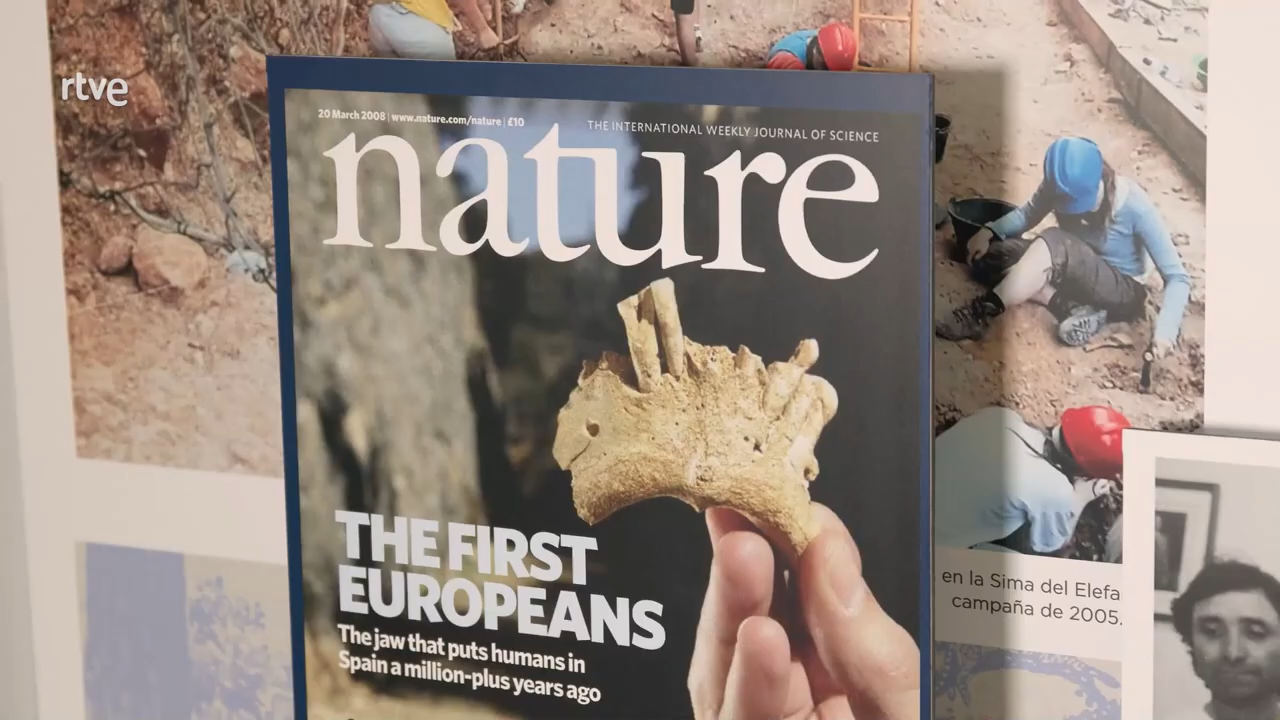 rtve
20 March 2008 | www.nature.com/nature | £10
THE INTERNATIONAL WEEKLY JOURNAL OF SCIENCE
nature
THE FIRST
EUROPEANS
The jaw that puts humans in
Spain a million-plus years ago
en la Sima del Elefa
campaña de 2005.